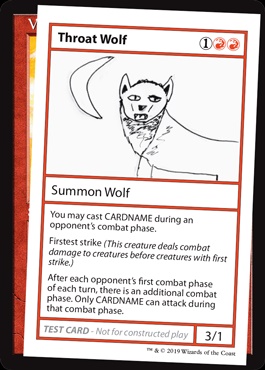 V
Throat Wolf 1
Summon Wolf
You may cast CARDNAME during an
opponent's combat phase.
Firstest strike (This creature deals combat
damage to creatures before creatures with first
strike.)
After each opponent's first combat phase
of each turn, there is an additional combat
phase. Only CARDNAME can attack during
that combat phase.
TEST CARD - Not for constructed play 3/1
™ & © 2019 Wizards of the Coast